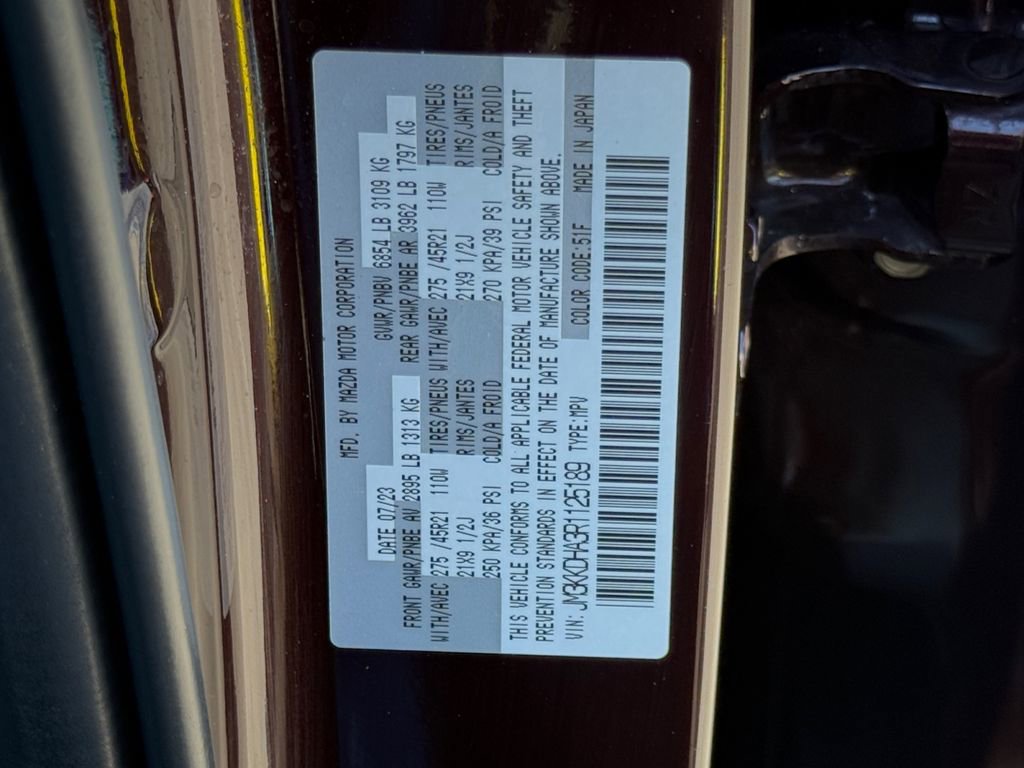 MFD. BY MAZDA MOTOR CORPORATION
DATE 07/23 GVWR/PNBV 6854 LB 3109 KG
FRONT GAWR/PNBE AV 2895 LB 1313 KG REAR GAWR/PNBE AR 3962 LB 1797 KG
WITH/AVEC 275 /45R21 110W TIRES/PNEUS WITH/AVEC 275 /45R21 110W TIRES/PNEUS
21X9 1/2J RIMS/JANTES 21X9 1/2J RIMS/JANTES
250 KPA/36 PSI COLD/A FROID 270 KPA/39 PSI COLD/A FROID
THIS VEHICLE CONFORMS TO ALL APPLICABLE FEDERAL MOTOR VEHICLE SAFETY AND THEFT
PREVENTION STANDARDS IN EFFECT ON THE DATE OF MANUFACTURE SHOWN ABOVE.
VIN: JM3KKDHA3R1125189 TYPE:MPV COLOR CODE:51F MADE IN JAPAN